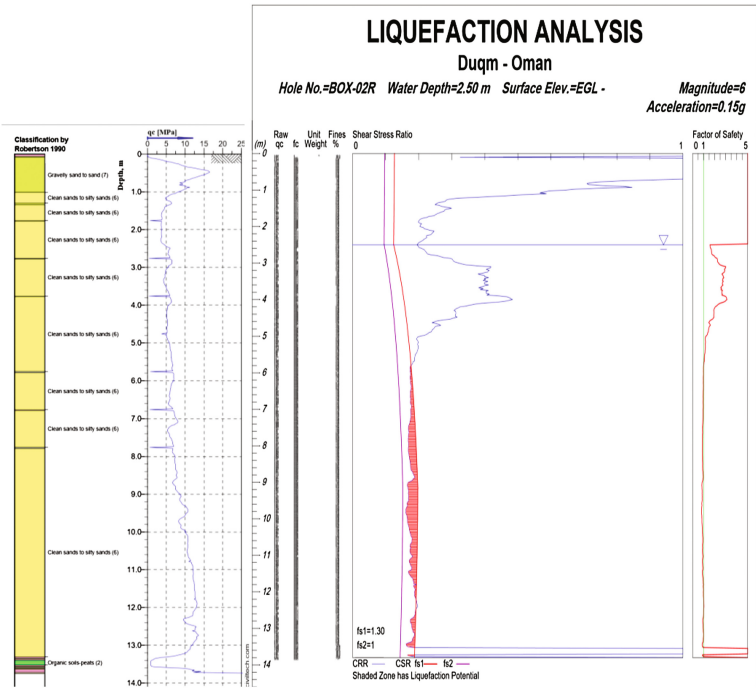 LIQUEFACTION ANALYSIS
Duqm - Oman
Hole No.=BOX-02R Water Depth=2.50 m Surface Elev.=EGL -
Magnitude=6
Acceleration=0.15g
Classification by
Robertson 1990
qc [MPa]
0 5 10 15 20 25
Depth, m
Gravelly sand to sand (7)
Clean sands to silty sands (6)
Clean sands to silty sands (6)
Clean sands to silty sands (6)
Clean sands to silty sands (6)
Clean sands to silty sands (6)
Clean sands to silty sands (6)
Clean sands to silty sands (6)
Clean sands to silty sands (6)
Organic soils-peats (2)
0
1.0
2.0
3.0
4.0
5.0
6.0
7.0
8.0
9.0
10.0
11.0
12.0
13.0
14.0
(m)
Raw
qc
fc
Unit
Weight
Fines
%
0
1
2
3
4
5
6
7
8
9
10
11
12
13
14
Shear Stress Ratio
0 1
Factor of Safety
0 1 5
fs1=1.30
fs2=1
CRR CSR fs1 fs2
Shaded Zone has Liquefaction Potential